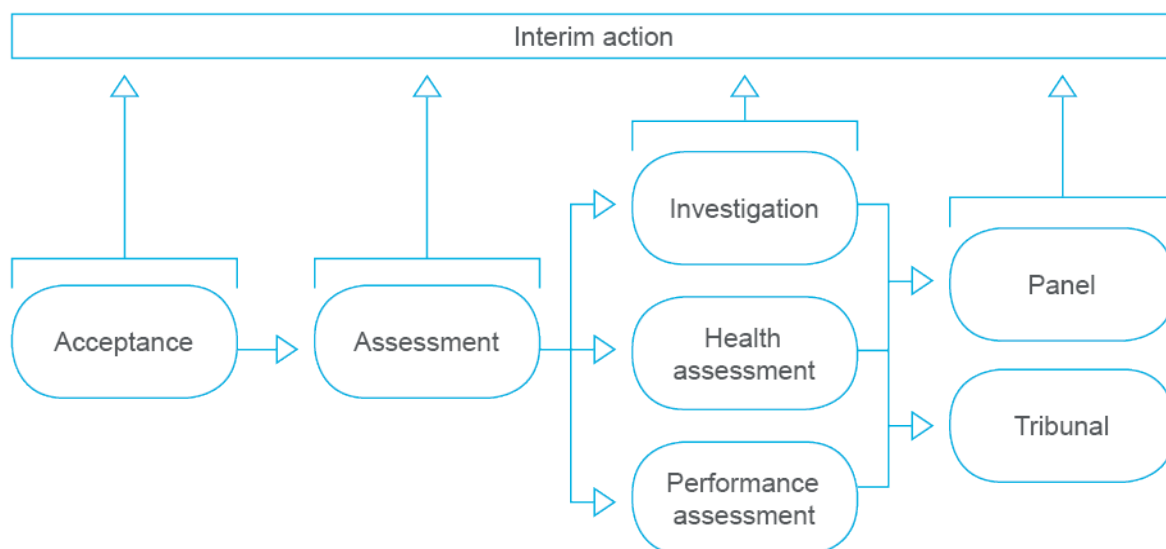 Interim action
Acceptance
Assessment
Investigation
Health
assessment
Performance
assessment
Panel
Tribunal